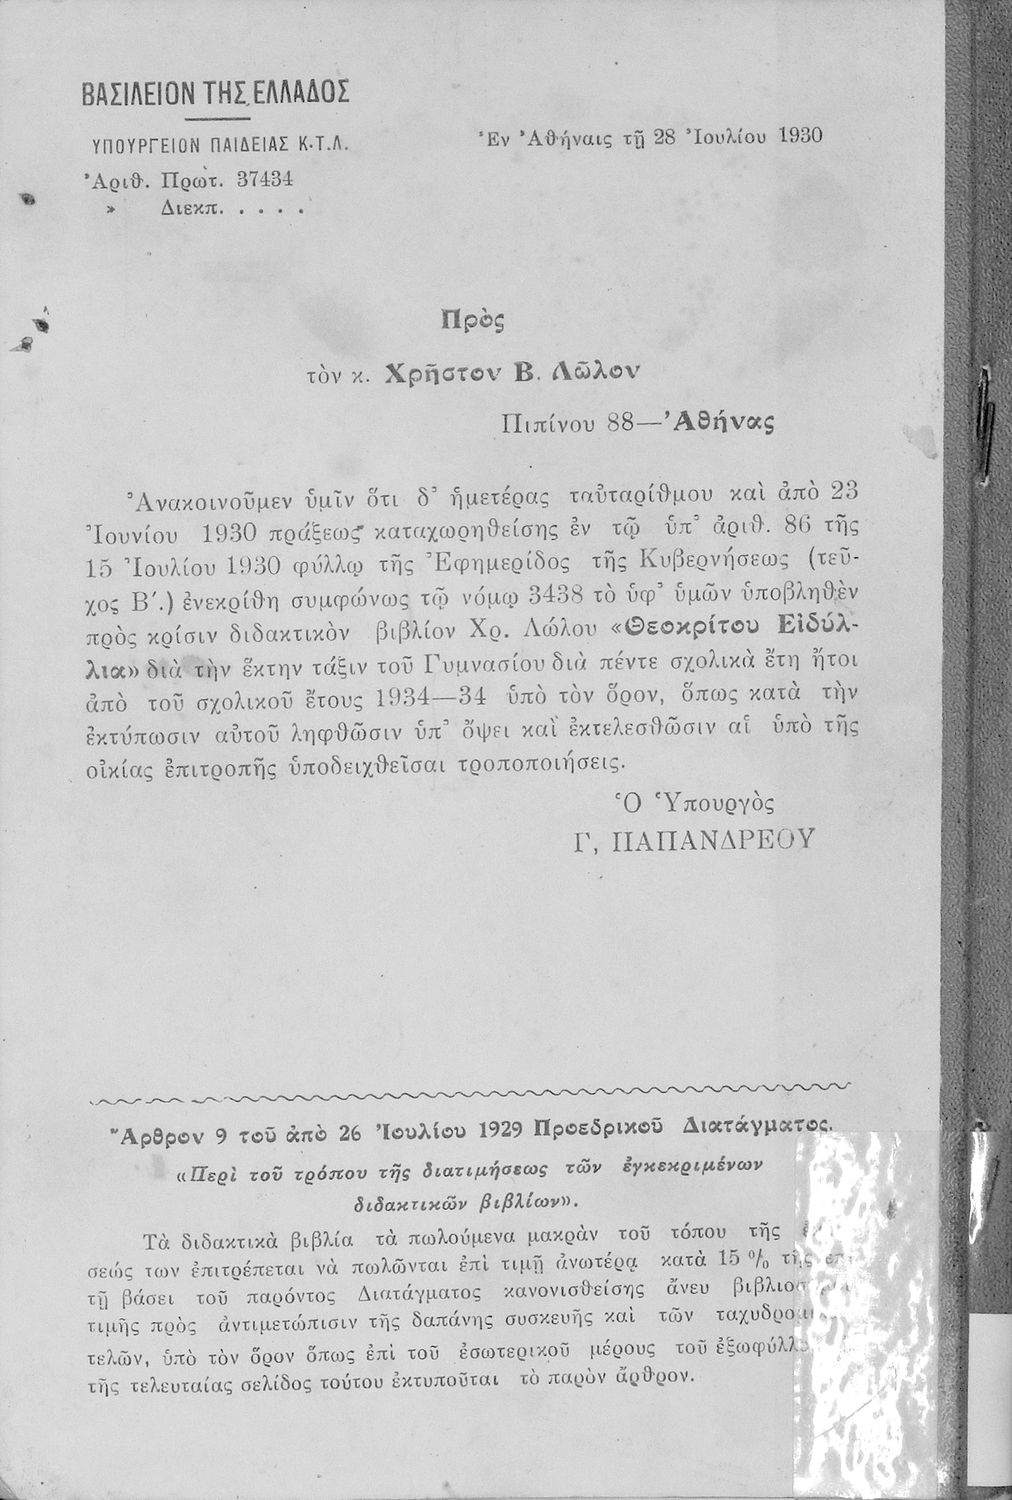 ΒΑΣΙΛΕΙΟΝ ΤΗΣ ΕΛΛΑΔΟΣ
ΥΠΟΥΡΓΕΙΟΝ ΠΑΙΔΕΙΑΣ Κ.Τ.Λ.
Ἐν Ἀθήναις τῇ 28 Ἰουλίου 1930
Ἀριθ. Πρωτ. 37434
» Διεκπ. . . . .
Πρὸς
τὸν κ. Χρῆστον Β. Λῶλον
Πιπίνου 88—Ἀθήνας
Ἀνακοινοῦμεν ὑμῖν ὅτι δ' ἡμετέρας ταὐταρίθμου καὶ ἀπὸ 23
Ἰουνίου 1930 πράξεως καταχωρηθείσης ἐν τῷ ὑπ' ἀριθ. 86 τῆς
15 Ἰουλίου 1930 φύλλῳ τῆς Ἐφημερίδος τῆς Κυβερνήσεως (τεῦ-
χος Β΄.) ἐνεκρίθη συμφώνως τῷ νόμῳ 3438 τὸ ὑφ' ὑμῶν ὑποβληθὲν
πρὸς κρίσιν διδακτικὸν βιβλίον Χρ. Λώλου «Θεοκρίτου Εἰδύλ-
λια» διὰ τὴν ἕκτην τάξιν τοῦ Γυμνασίου διὰ πέντε σχολικὰ ἔτη ἤτοι
ἀπὸ τοῦ σχολικοῦ ἔτους 1934—34 ὑπὸ τὸν ὅρον, ὅπως κατὰ τὴν
ἐκτύπωσιν αὐτοῦ ληφθῶσιν ὑπ' ὄψει καὶ ἐκτελεσθῶσιν αἱ ὑπὸ τῆς
οἰκίας ἐπιτροπῆς ὑποδειχθεῖσαι τροποποιήσεις.
Ὁ Ὑπουργὸς
Γ, ΠΑΠΑΝΔΡΕΟΥ
Ἄρθρον 9 τοῦ ἀπὸ 26 Ἰουλίου 1929 Προεδρικοῦ Διατάγματος.
«Περὶ τοῦ τρόπου τῆς διατιμήσεως τῶν ἐγκεκριμένων
διδακτικῶν βιβλίων».
Τὰ διδακτικὰ βιβλία τὰ πωλούμενα μακρὰν τοῦ τόπου τῆς
σεώς των ἐπιτρέπεται νὰ πωλῶνται ἐπὶ τιμῇ ἀνωτέρᾳ κατὰ 15 % τῆς
τῇ βάσει τοῦ παρόντος Διατάγματος κανονισθείσης ἄνευ
τιμῆς πρὸς ἀντιμετώπισιν τῆς δαπάνης συσκευῆς καὶ τῶν
τελῶν, ὑπὸ τὸν ὅρον ὅπως ἐπὶ τοῦ ἐσωτερικοῦ μέρους τοῦ
τῆς τελευταίας σελίδος τούτου ἐκτυποῦται τὸ παρὸν ἄρθρον.